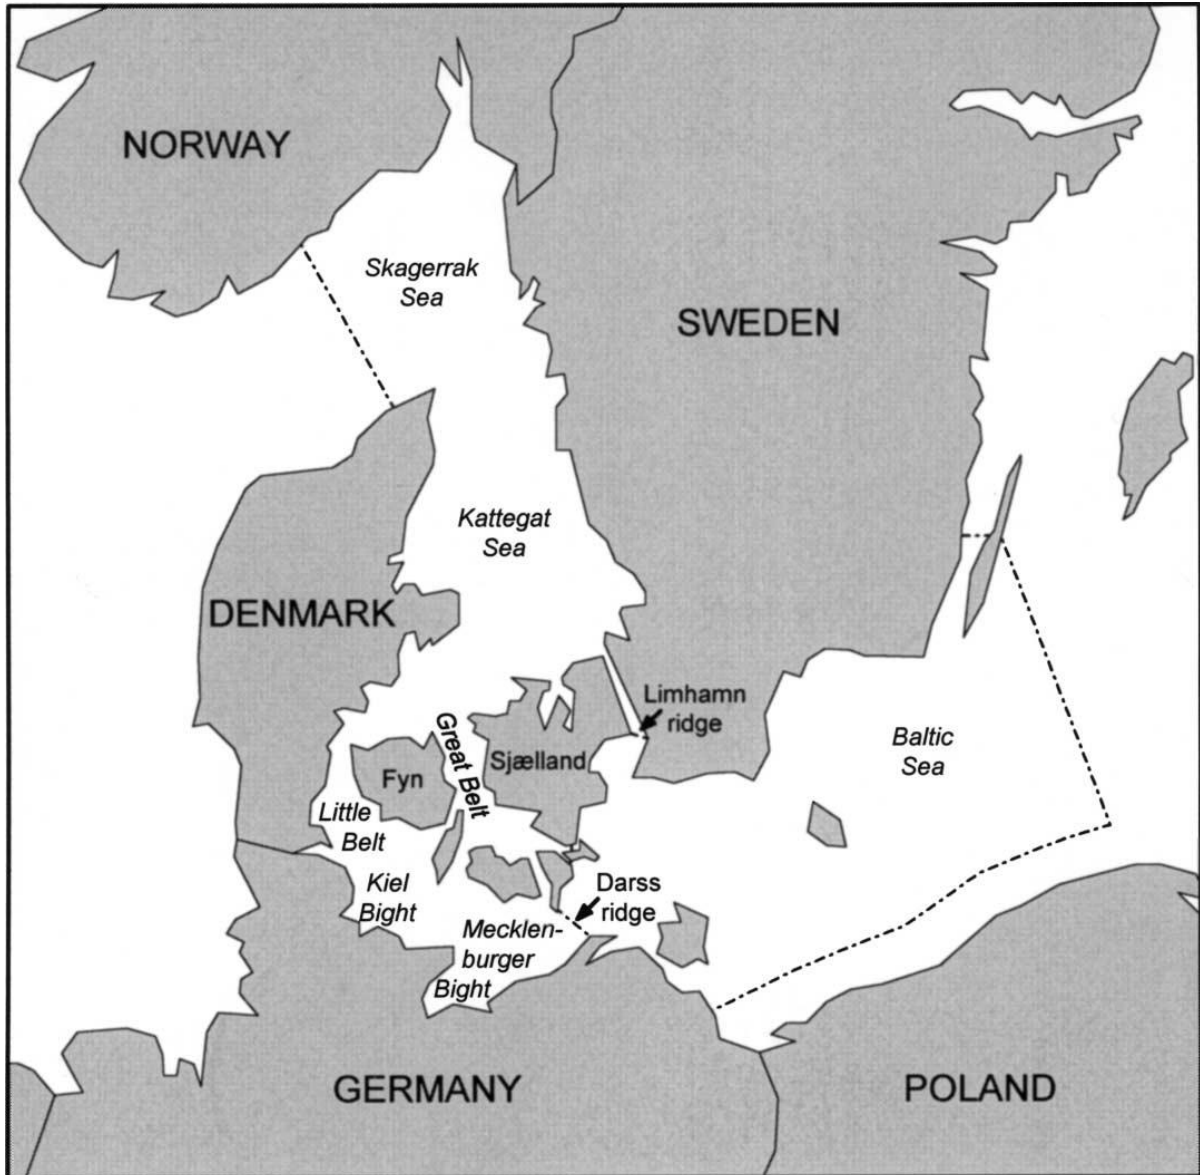 NORWAY
Skagerrak
Sea
SWEDEN
Kattegat
Sea
DENMARK
Limhamn
ridge
Great Belt
Sjælland
Fyn
Baltic
Sea
Little
Belt
Kiel
Bight
Darss
ridge
Mecklen-
burger
Bight
GERMANY
POLAND